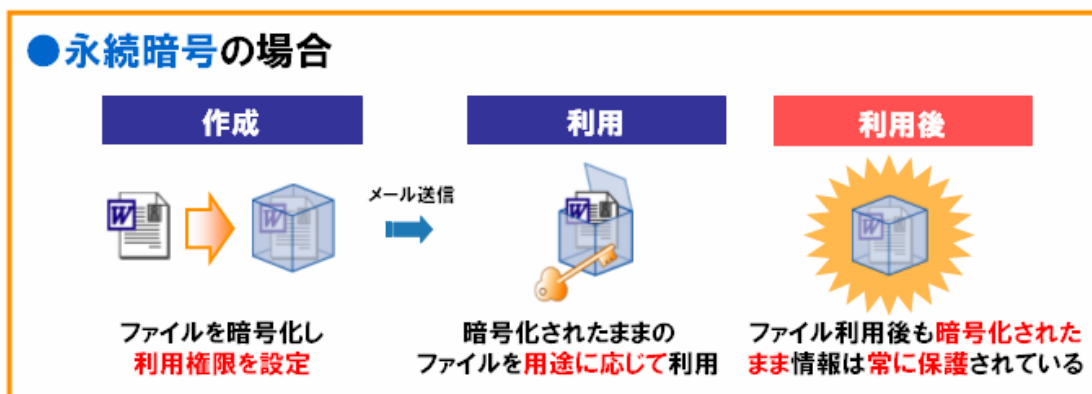 ●永続暗号の場合
作成
利用
利用後
W
メール送信
W
W
W
ファイルを暗号化し
利用権限を設定
暗号化されたままの
ファイルを用途に応じて利用
ファイル利用後も暗号化された
まま情報は常に保護されている